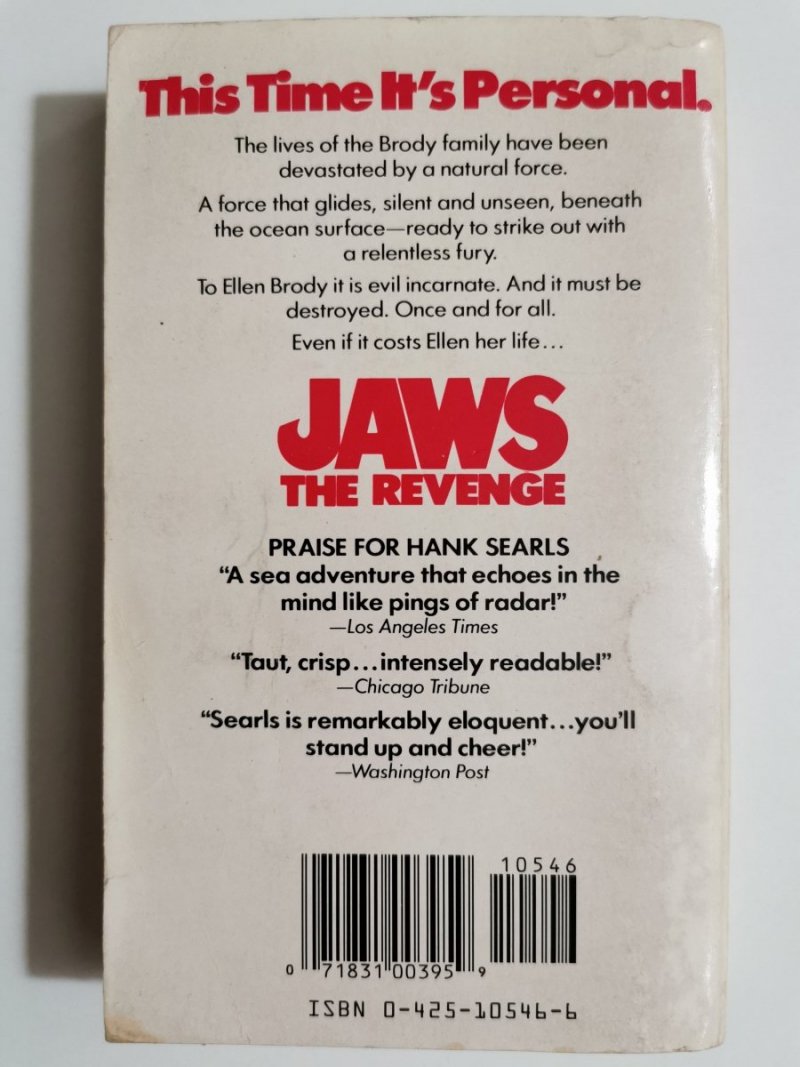 This Time It's Personal.
The lives of the Brody family have been
devastated by a natural force.
A force that glides, silent and unseen, beneath
the ocean surface—ready to strike out with
a relentless fury.
To Ellen Brody it is evil incarnate. And it must be
destroyed. Once and for all.
Even if it costs Ellen her life...
JAWS
THE REVENGE
PRAISE FOR HANK SEARLS
“A sea adventure that echoes in the
mind like pings of radar!”
—Los Angeles Times
“Taut, crisp...intensely readable!”
—Chicago Tribune
“Searls is remarkably eloquent...you'll
stand up and cheer!”
—Washington Post
10546
0 71831 00395 9
ISBN 0-425-10546-6